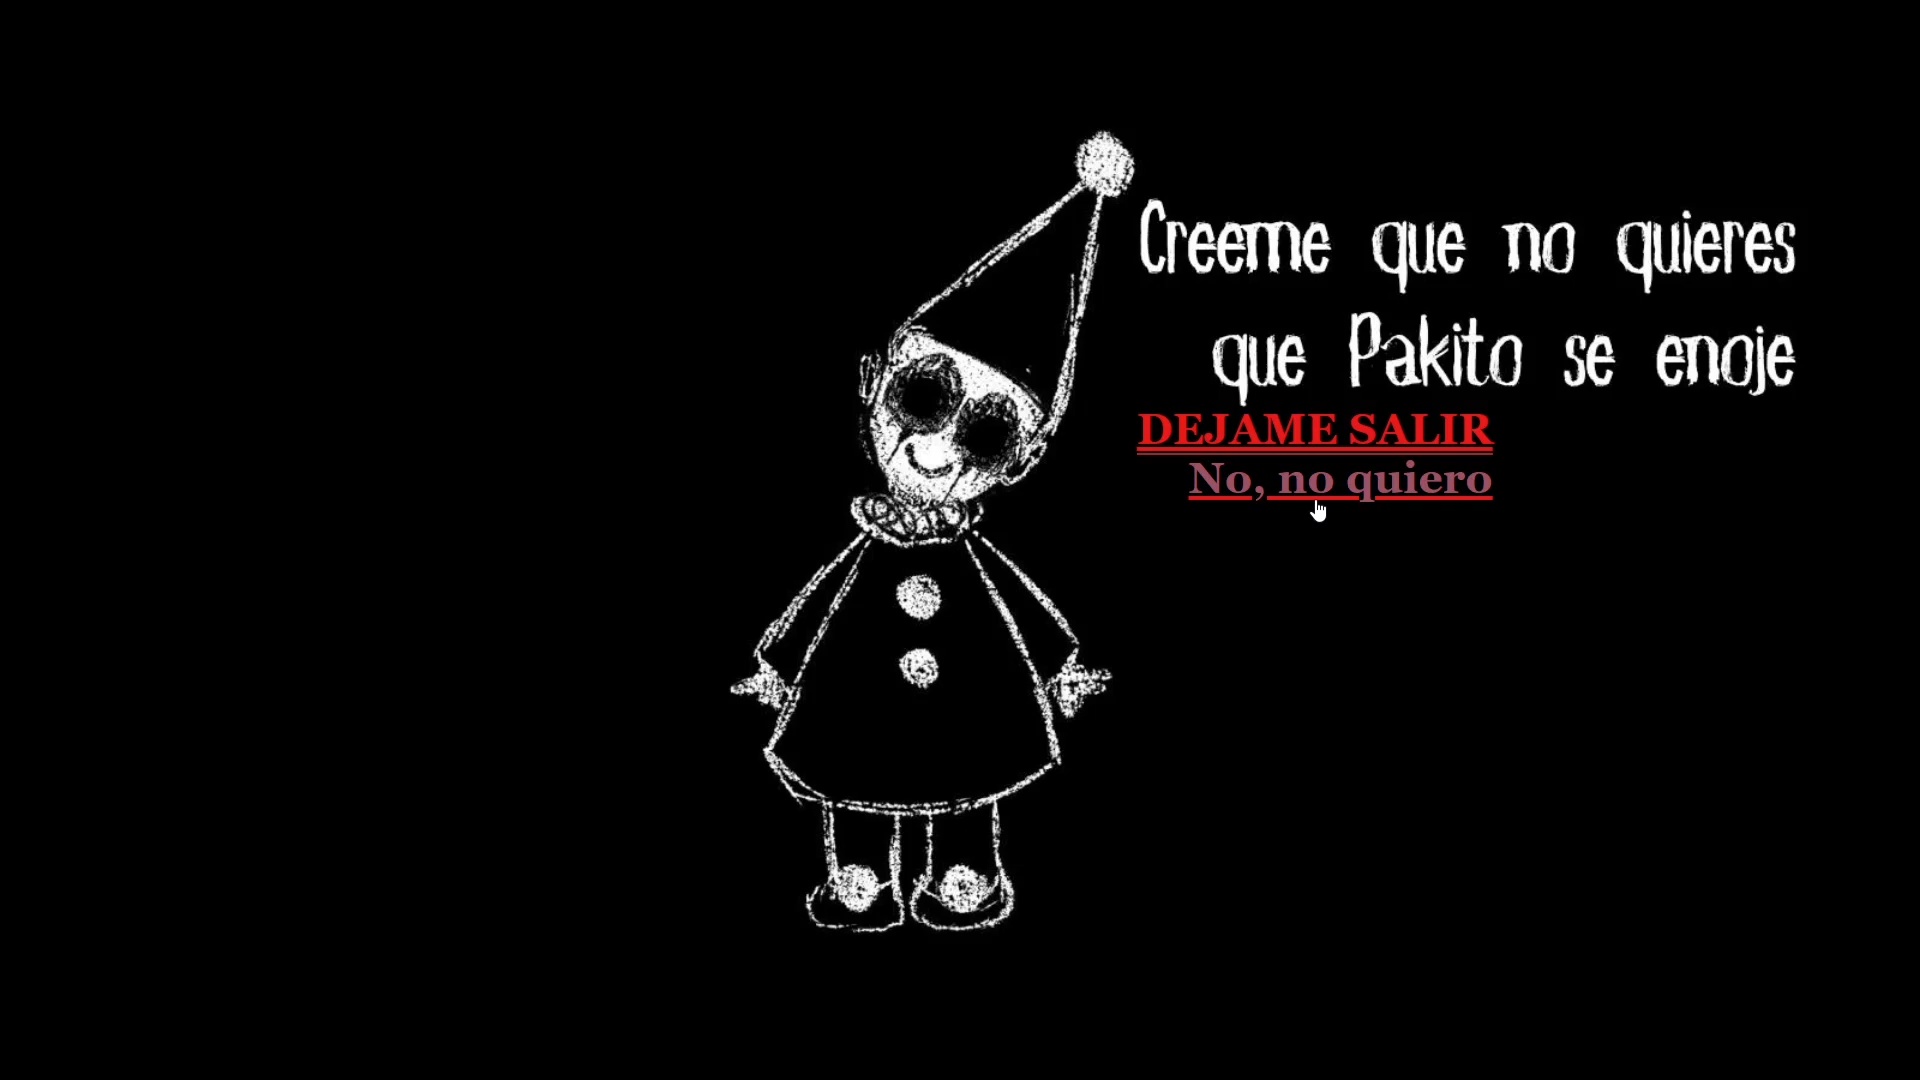 Creeme que no quieres
que Pakito se enoje
DEJAME SALIR
No, no quiero